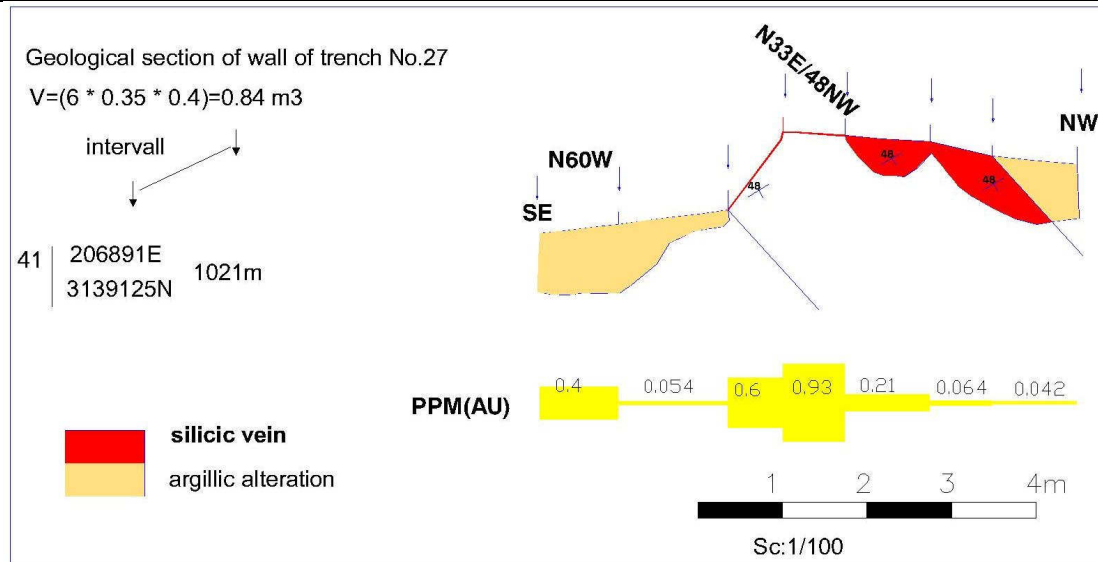 Geological section of wall of trench No.27
V=(6 * 0.35 * 0.4)=0.84 m3
intervall
41
206891E
3139125N
1021m
N33E/48NW
NW
N60W
SE
48
48
48
0.4 0.054 0.6 0.93 0.21 0.064 0.042
PPM(AU)
silicic vein
argillic alteration
1 2 3 4m
Sc:1/100